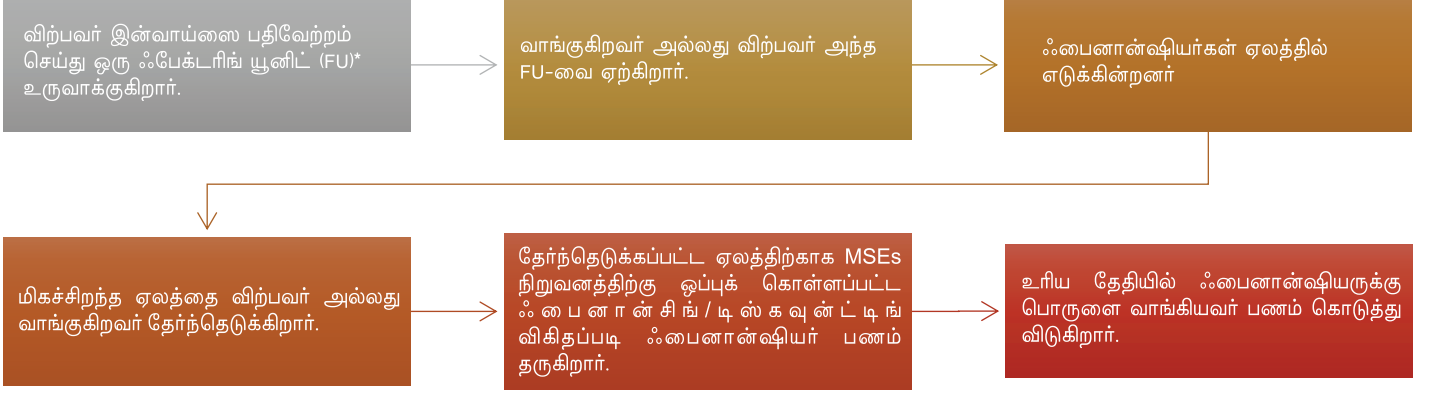 விற்பவர் இன்வாய்ஸை பதிவேற்றம்
செய்து ஒரு ஃபேக்டரிங் யூனிட் (FU)*
உருவாக்குகிறார்.
வாங்குகிறவர் அல்லது விற்பவர் அந்த
FU-வை ஏற்கிறார்.
ஃபைனான்ஷியர்கள் ஏலத்தில்
எடுக்கின்றனர்
மிகச்சிறந்த ஏலத்தை விற்பவர் அல்லது
வாங்குகிறவர் தேர்ந்தெடுக்கிறார்.
தேர்ந்தெடுக்கப்பட்ட ஏலத்திற்காக MSEs
நிறுவனத்திற்கு ஒப்புக் கொள்ளப்பட்ட
ஃபைனான்சிங்/டிஸ்கவுன்ட்டிங்
விகிதப்படி ஃபைனான்ஷியர் பணம்
தருகிறார்.
உரிய தேதியில் ஃபைனான்ஷியருக்கு
பொருளை வாங்கியவர் பணம் கொடுத்து
விடுகிறார்.